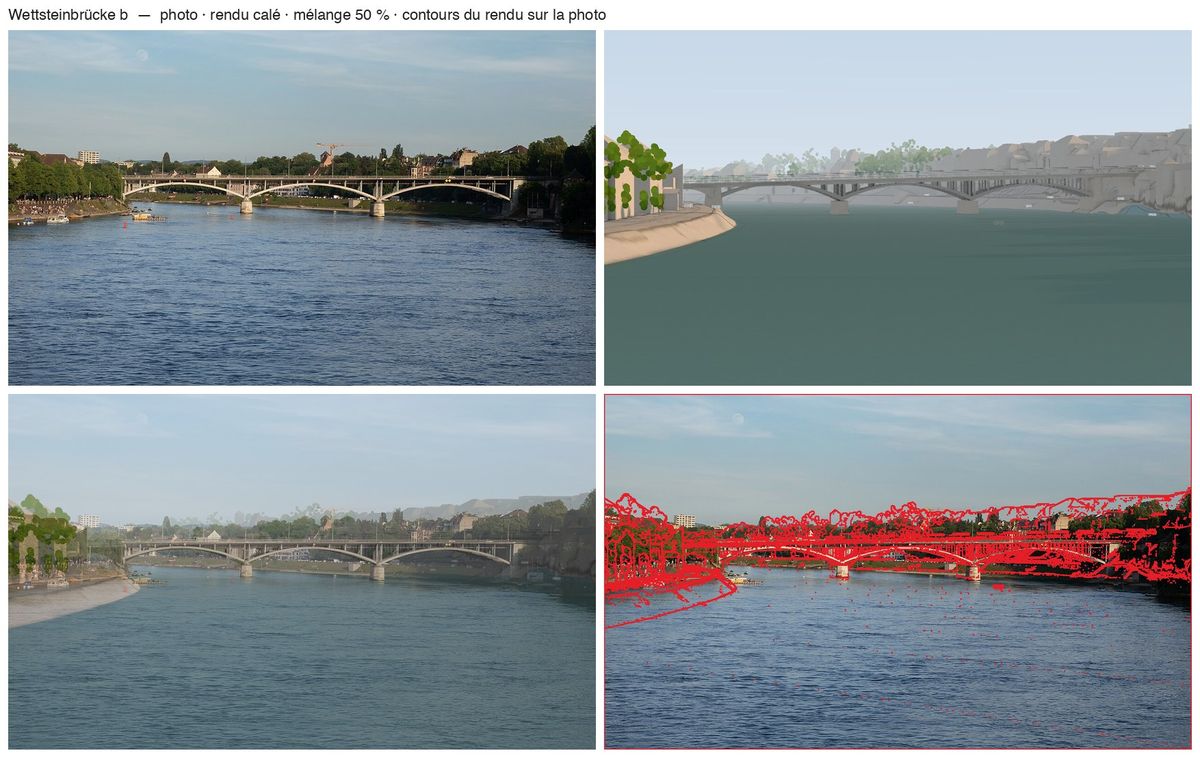 Wettsteinbrücke b — photo · rendu calé · mélange 50 % · contours du rendu sur la photo